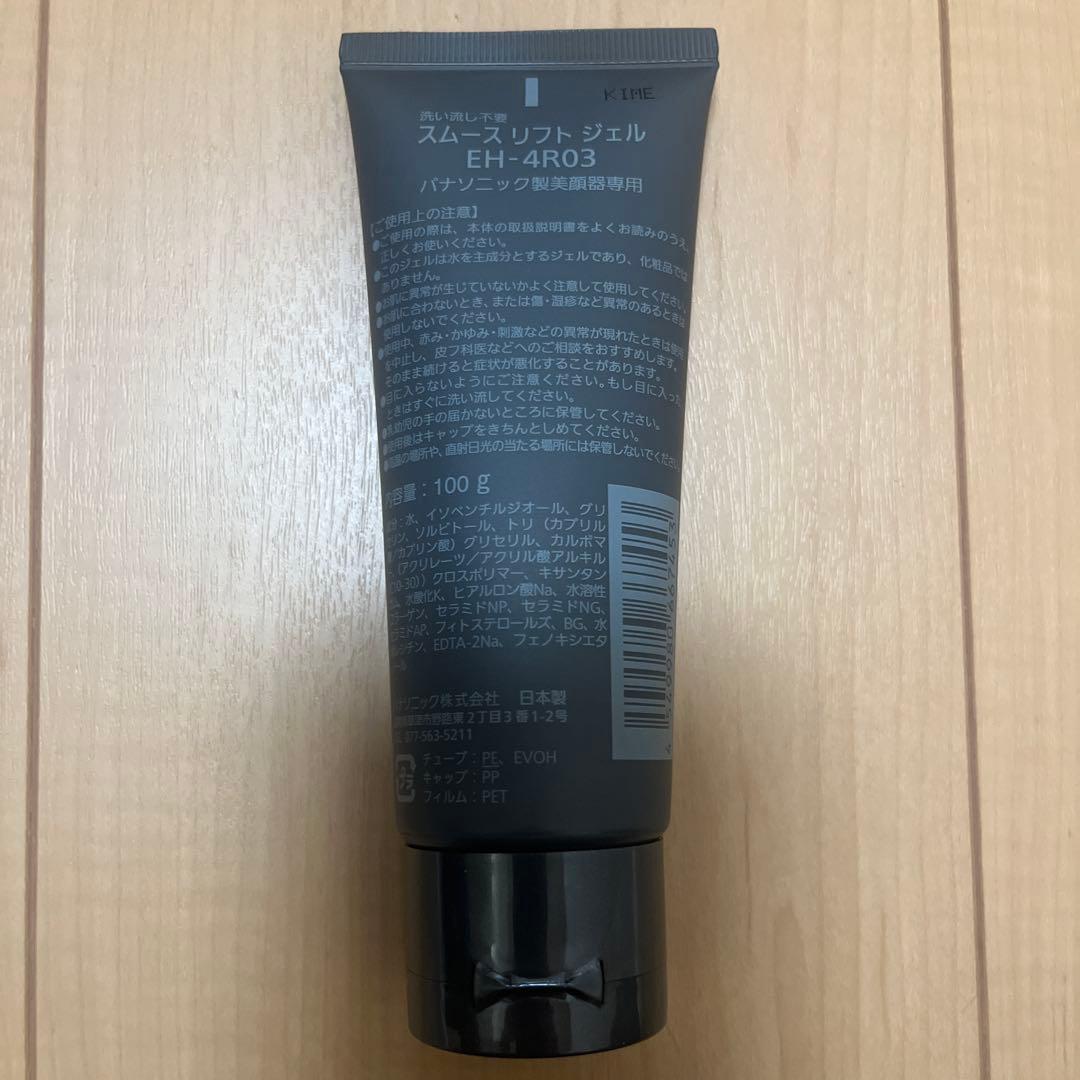 KIME
洗い流し不要
スムース リフト ジェル
EH-4R03
パナソニック製美顔器専用
【ご使用上の注意】
●ご使用の際は、本体の取扱説明書をよくお読みのうえ、
正しくお使いください。
●このジェルは水を主成分とするジェルであり、化粧品では
ありません。
●お肌に異常が生じていないかよく注意して使用してください。
●お肌に合わないとき、または傷・湿疹など異常のあるときは
使用しないでください。
●使用中、赤み・かゆみ・刺激などの異常が現れたときは使用
を中止し、皮フ科医などへのご相談をおすすめします。
そのまま続けると症状が悪化することがあります。
●目に入らないようにご注意ください。もし目に入った
ときはすぐに洗い流してください。
●乳幼児の手の届かないところに保管してください。
●使用後はキャップをきちんとしめてください。
●高温の場所や、直射日光の当たる場所には保管しないでください。
内容量：100 g
成分：水、イソペンチルジオール、グリ
リン、ソルビトール、トリ（カプリル
/カプリン酸）グリセリル、カルボマ
（アクリレーツ／アクリル酸アルキル
10-30)）クロスポリマー、キサンタン
ム、水酸化K、ヒアルロン酸Na、水溶性
ラーゲン、セラミドNP、セラミドNG、
ラミドAP、フィトステロールズ、BG、水
レシチン、EDTA-2Na、フェノキシエタ
ール
パナソニック株式会社 日本製
草津市野路東2丁目3番1-2号
TEL 077-563-5211
プラ
チューブ：PE、EVOH
キャップ：PP
フィルム：PET